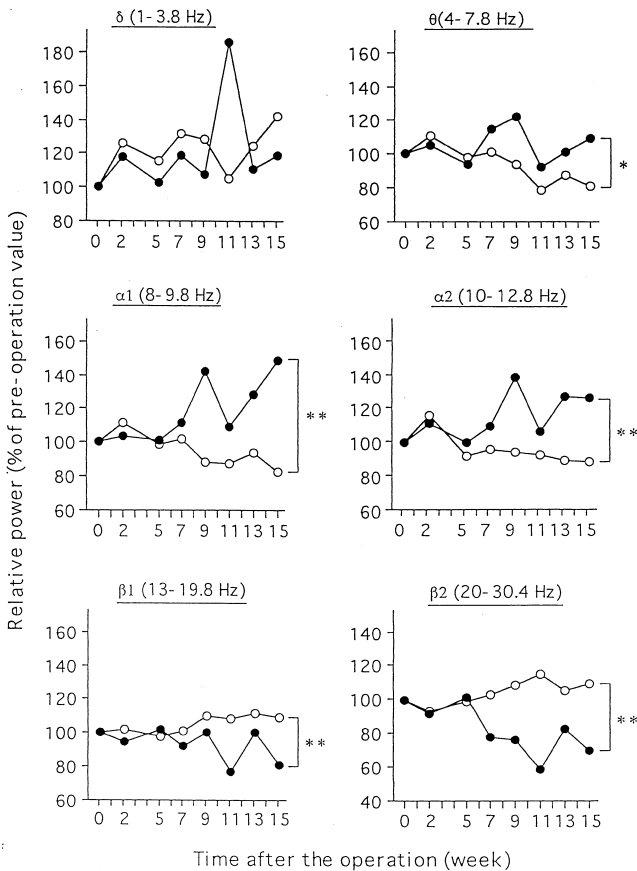 δ (1-3.8 Hz)
θ(4-7.8 Hz)
180
160
140
120
100
80
0 2 5 7 9 11 13 15
160
140
120
100
80
60
0 2 5 7 9 11 13 15
*
α1 (8-9.8 Hz)
α2 (10-12.8 Hz)
160
140
120
100
80
60
0 2 5 7 9 11 13 15
**
160
140
120
100
80
60
0 2 5 7 9 11 13 15
**
β1 (13-19.8 Hz)
β2 (20-30.4 Hz)
160
140
120
100
80
60
0 2 5 7 9 11 13 15
**
140
120
100
80
60
40
0 2 5 7 9 11 13 15
**
Relative power (% of pre-operation value)
Time after the operation (week)